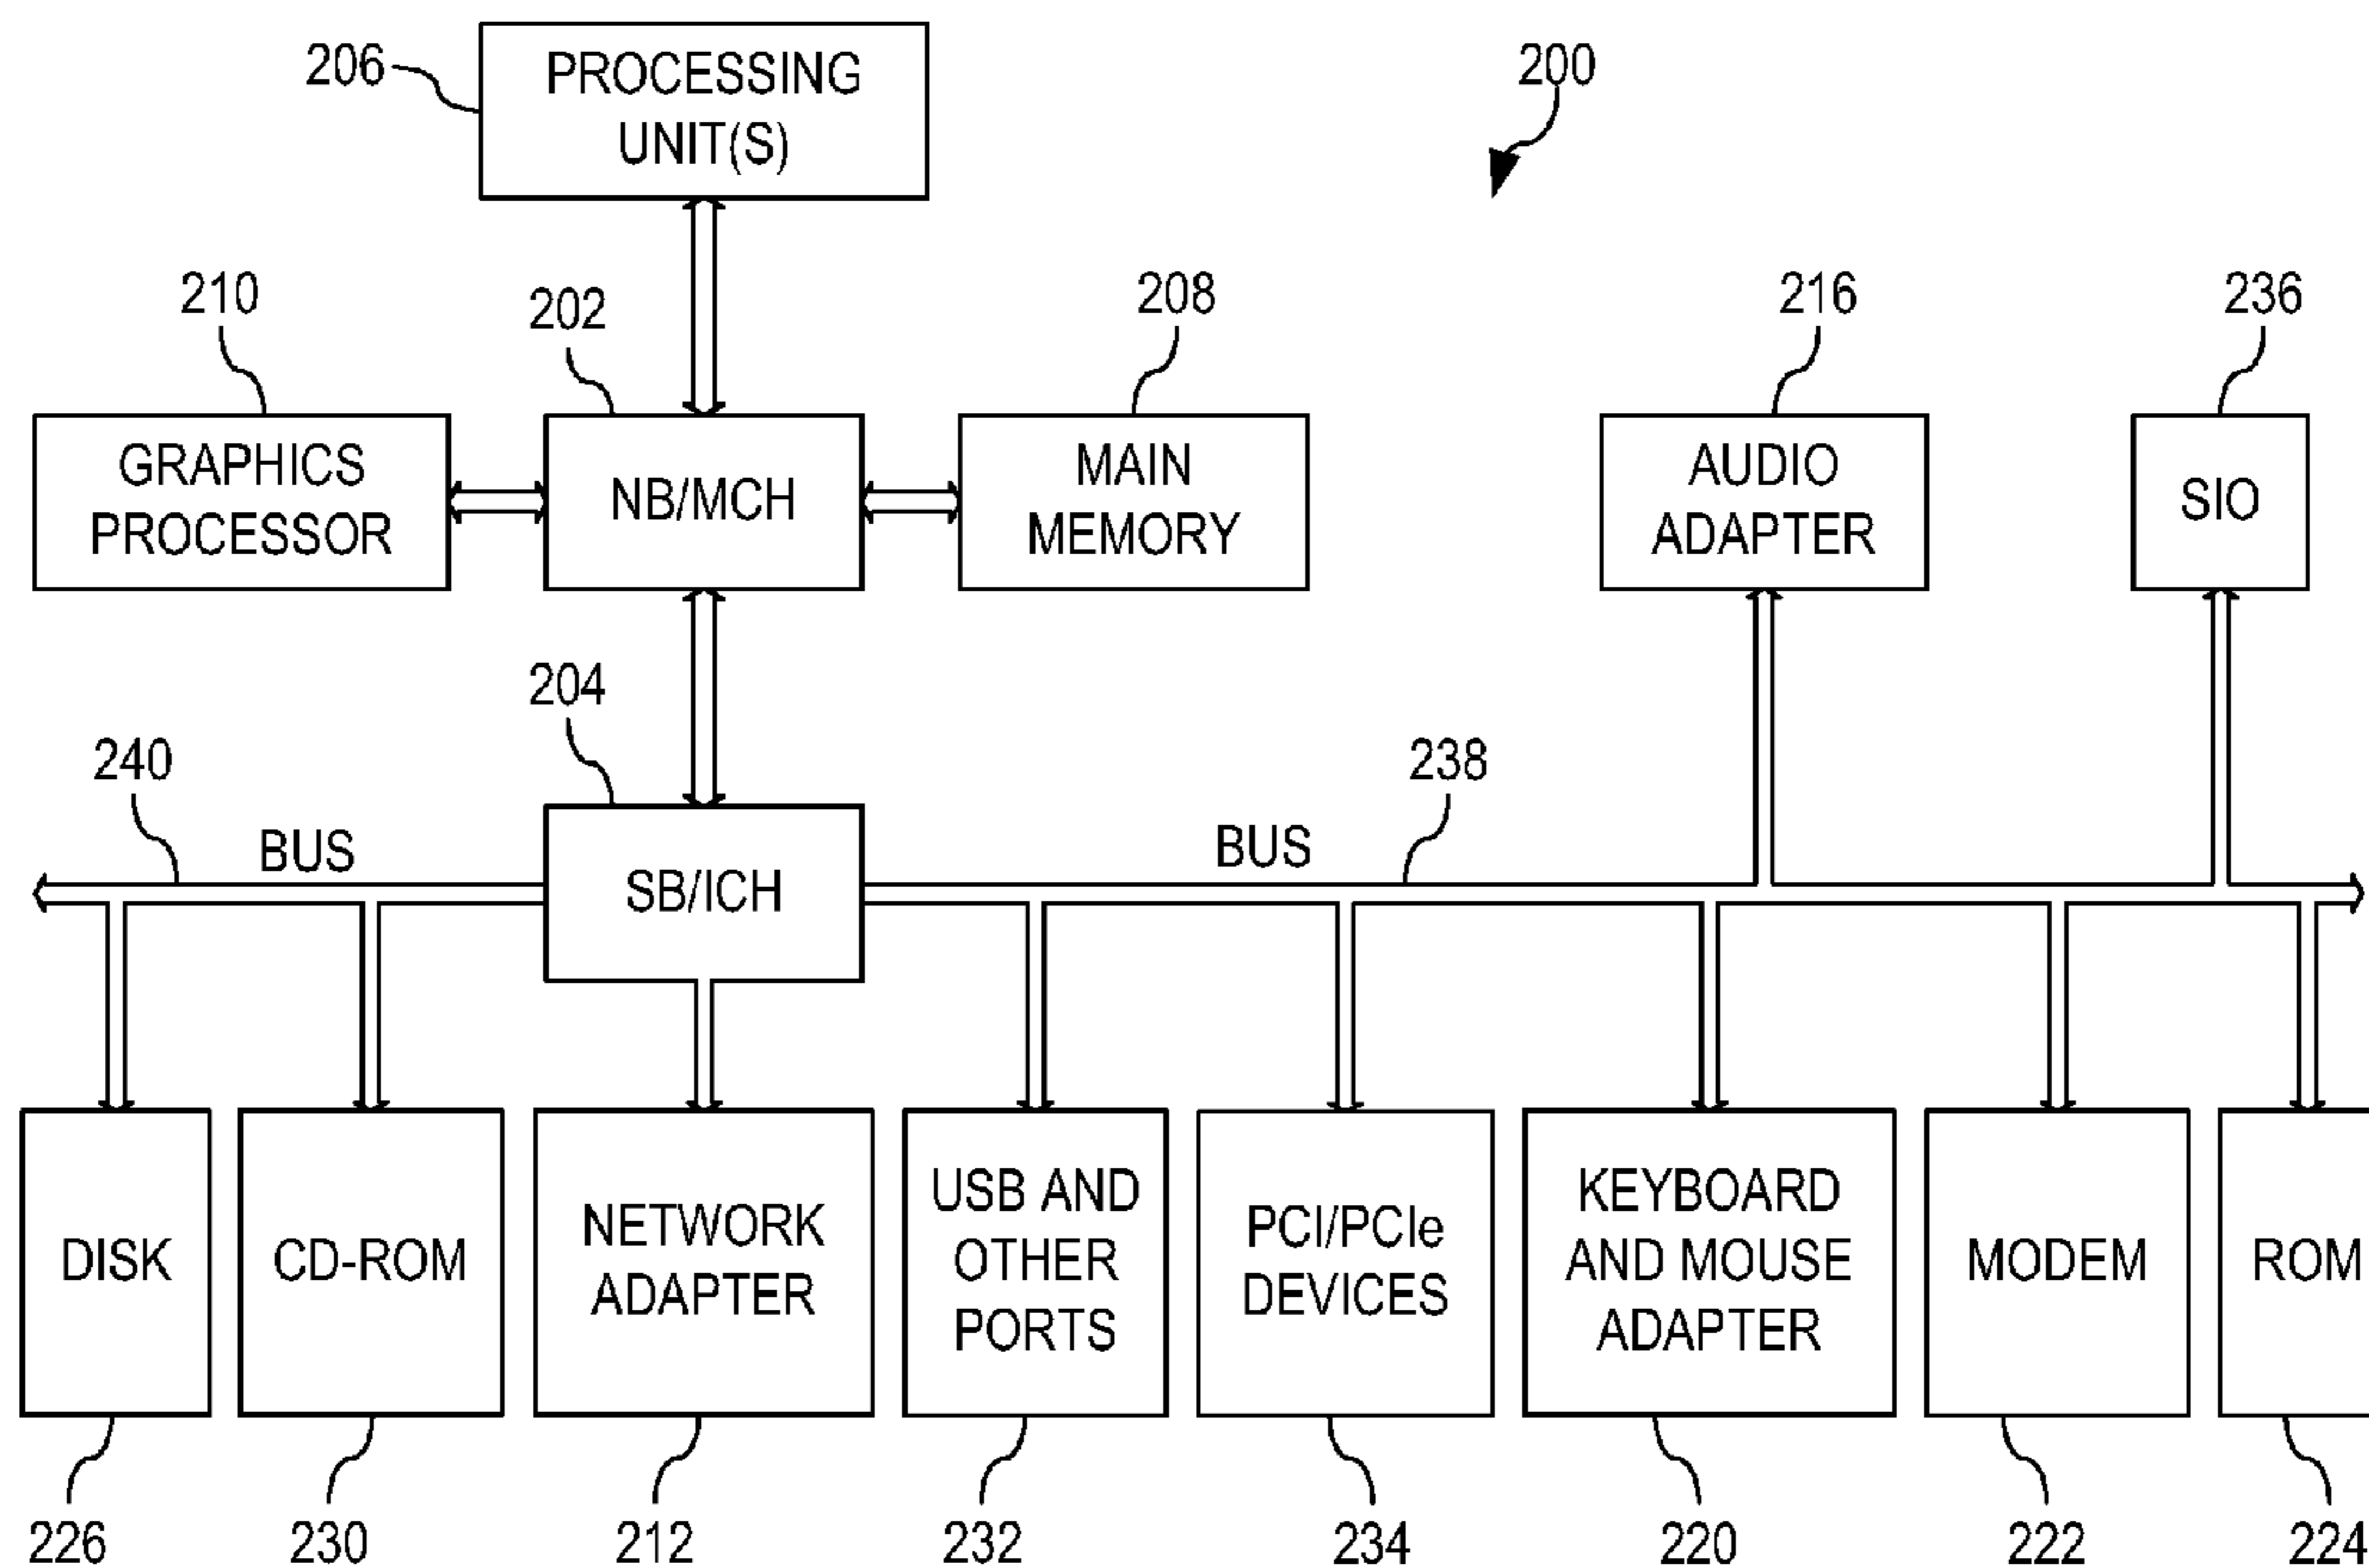 206
PROCESSING
UNIT(S)
200
210
202
208
216
236
GRAPHICS
PROCESSOR
NB/MCH
MAIN
MEMORY
AUDIO
ADAPTER
SIO
204
240
238
BUS
BUS
SB/ICH
DISK
CD-ROM
NETWORK
ADAPTER
USB AND
OTHER
PORTS
PCI/PCIe
DEVICES
KEYBOARD
AND MOUSE
ADAPTER
MODEM
ROM
226
230
212
232
234
220
222
224